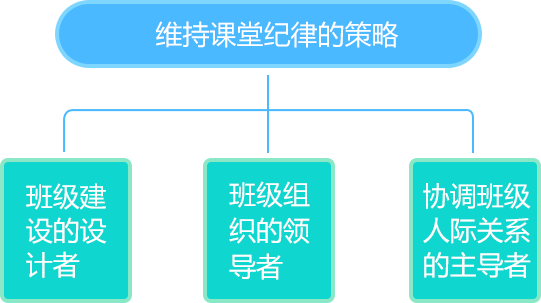 维持课堂纪律的策略
班级建
设的设
计者
班级组
织的领
导者
协调班级
人际关系
的主导者